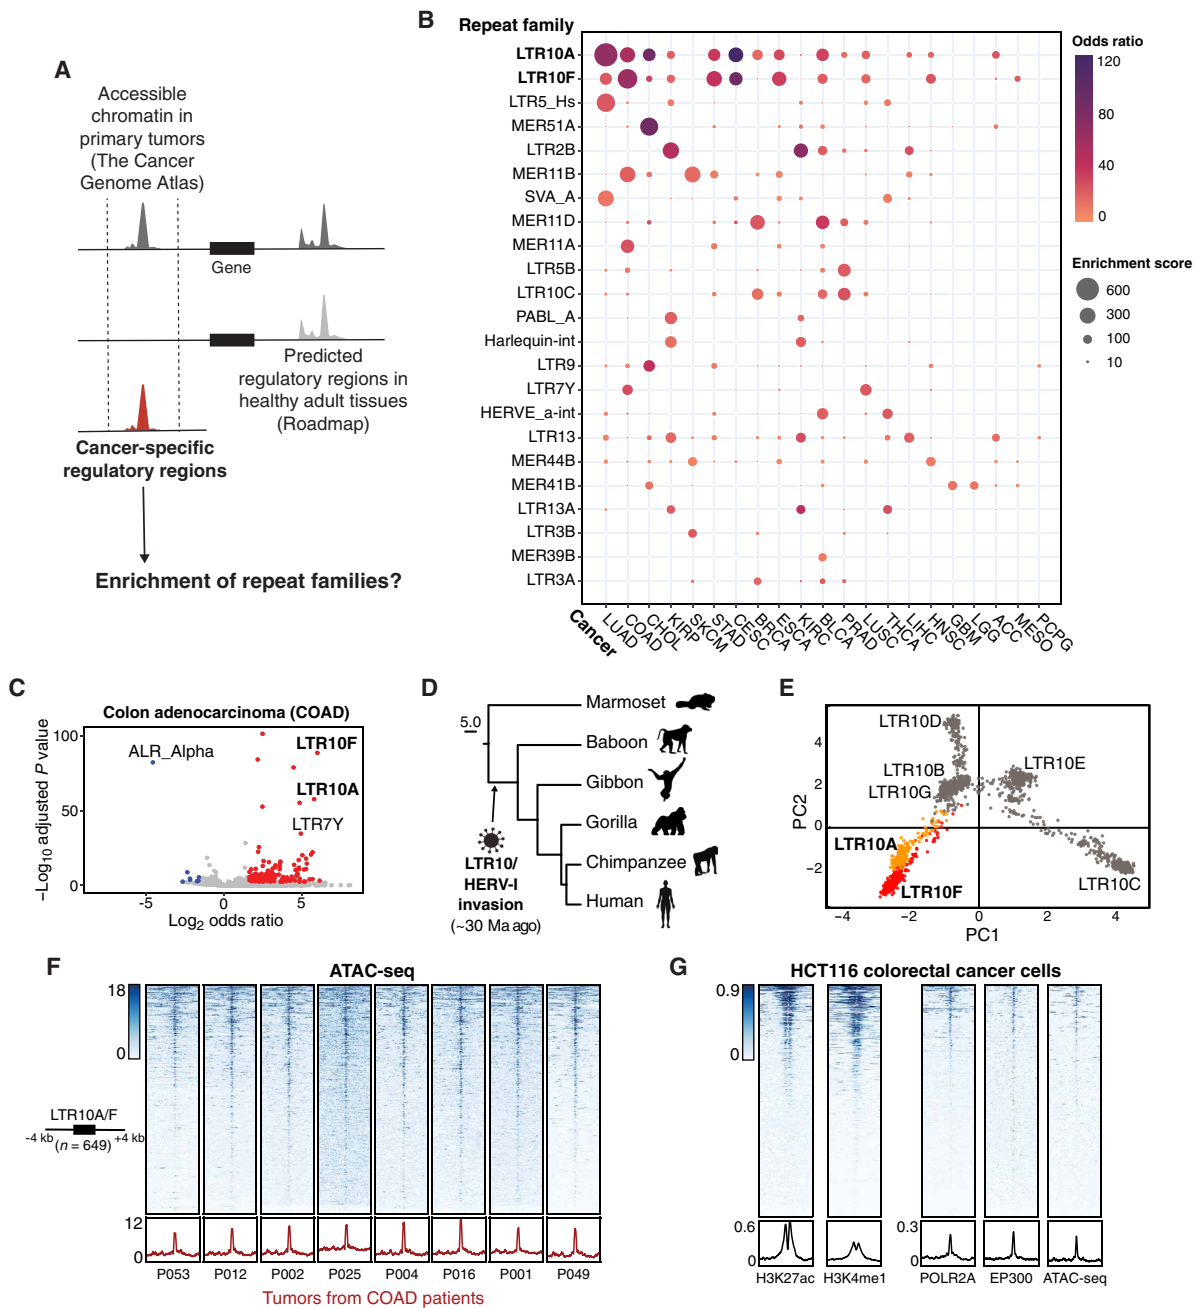 A
Accessible
chromatin in
primary tumors
(The Cancer
Genome Atlas)
Gene
Predicted
regulatory regions in
healthy adult tissues
(Roadmap)
Cancer-specific
regulatory regions
Enrichment of repeat families?
B
Repeat family
LTR10A
LTR10F
LTR5_Hs
MER51A
LTR2B
MER11B
SVA_A
MER11D
MER11A
LTR5B
LTR10C
PABL_A
Harlequin-int
LTR9
LTR7Y
HERVE_a-int
LTR13
MER44B
MER41B
LTR13A
LTR3B
MER39B
LTR3A
Cancer
LUAD
COAD
CHOL
KIRP
SKCM
STAD
CESC
BRCA
ESCA
KIRC
BLCA
PRAD
LUSC
THCA
LIHC
HNSC
GBM
LGG
ACC
MESO
PCPG
Odds ratio
120
80
40
0
Enrichment score
600
300
100
10
C
Colon adenocarcinoma (COAD)
−Log10 adjusted P value
100
50
0
ALR_Alpha
LTR10F
LTR10A
LTR7Y
-5
0
5
Log2 odds ratio
D
5.0
Marmoset
Baboon
Gibbon
Gorilla
Chimpanzee
Human
LTR10/
HERV-I
invasion
(~30 Ma ago)
E
PC2
4
2
0
−2
LTR10D
LTR10B
LTR10G
LTR10E
LTR10A
LTR10F
LTR10C
−4
−2
0
2
4
PC1
F
ATAC-seq
18
0
LTR10A/F
-4 kb
+4 kb
(n = 649)
12
0
P053
P012
P002
P025
P004
P016
P001
P049
Tumors from COAD patients
G
HCT116 colorectal cancer cells
0.9
0
0.6
0
0.3
0
H3K27ac
H3K4me1
POLR2A
EP300
ATAC-seq